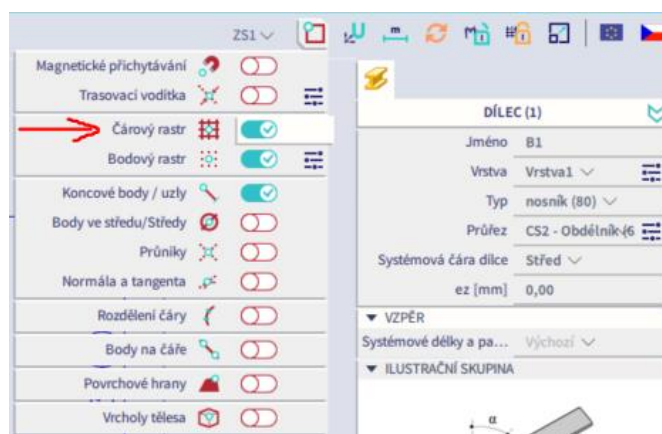 ZS1
Magnetické přichytávání
Trasovací vodítka
Čárový rastr
Bodový rastr
Koncové body / uzly
Body ve středu/Středy
Průniky
Normála a tangenta
Rozdělení čáry
Body na čáře
Povrchové hrany
Vrcholy tělesa
DÍLEC (1)
Jméno B1
Vrstva Vrstva1
Typ nosník (80)
Průřez CS2 - Obdélník (6
Systémová čára dílce Střed
ez [mm] 0,00
VZPĚR
Systémové délky a pa... Výchozí
ILUSTRAČNÍ SKUPINA
α